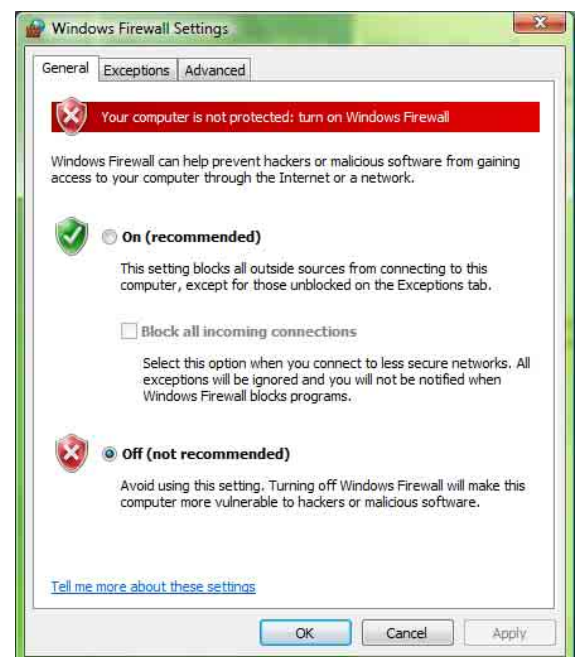 Windows Firewall Settings
General Exceptions Advanced
Your computer is not protected: turn on Windows Firewall
Windows Firewall can help prevent hackers or malicious software from gaining
access to your computer through the Internet or a network.
On (recommended)
This setting blocks all outside sources from connecting to this
computer, except for those unblocked on the Exceptions tab.
Block all incoming connections
Select this option when you connect to less secure networks. All
exceptions will be ignored and you will not be notified when
Windows Firewall blocks programs.
Off (not recommended)
Avoid using this setting. Turning off Windows Firewall will make this
computer more vulnerable to hackers or malicious software.
Tell me more about these settings
OK Cancel Apply